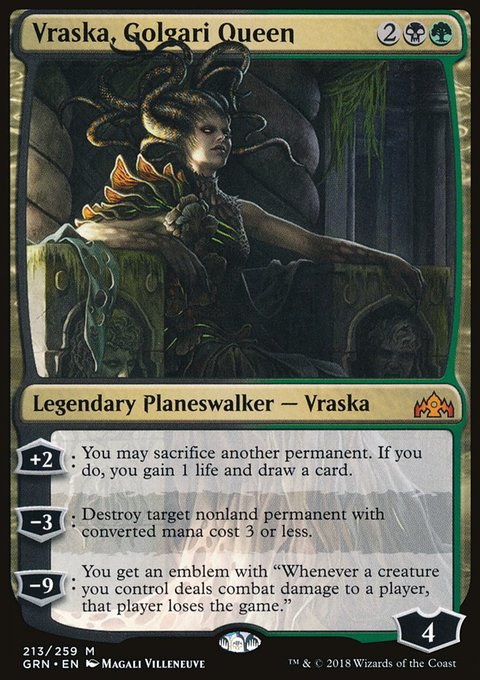 Vraska, Golgari Queen 2
Legendary Planeswalker — Vraska
+2 : You may sacrifice another permanent. If you
do, you gain 1 life and draw a card.
−3 : Destroy target nonland permanent with
converted mana cost 3 or less.
−9 : You get an emblem with “Whenever a creature
you control deals combat damage to a player,
that player loses the game.”
4
213/259 M
GRN • EN Magali Villeneuve
™ & © 2018 Wizards of the Coast